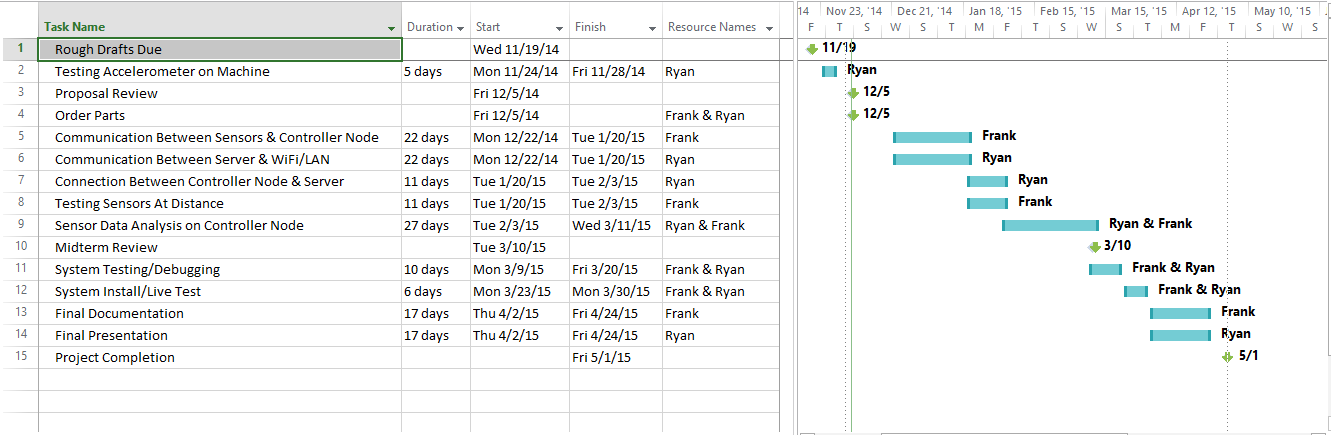 Task Name Duration Start Finish Resource Names
14 Nov 23, '14 Dec 21, '14 Jan 18, '15 Feb 15, '15 Mar 15, '15 Apr 12, '15 May 10, '15
F T S W M F T S W M F T S W M F T S W M F T S
1 Rough Drafts Due Wed 11/19/14 11/19
2 Testing Accelerometer on Machine 5 days Mon 11/24/14 Fri 11/28/14 Ryan Ryan
3 Proposal Review Fri 12/5/14 12/5
4 Order Parts Fri 12/5/14 Frank & Ryan 12/5
5 Communication Between Sensors & Controller Node 22 days Mon 12/22/14 Tue 1/20/15 Frank Frank
6 Communication Between Server & WiFi/LAN 22 days Mon 12/22/14 Tue 1/20/15 Ryan Ryan
7 Connection Between Controller Node & Server 11 days Tue 1/20/15 Tue 2/3/15 Ryan Ryan
8 Testing Sensors At Distance 11 days Tue 1/20/15 Tue 2/3/15 Frank Frank
9 Sensor Data Analysis on Controller Node 27 days Tue 2/3/15 Wed 3/11/15 Ryan & Frank Ryan & Frank
10 Midterm Review Tue 3/10/15 3/10
11 System Testing/Debugging 10 days Mon 3/9/15 Fri 3/20/15 Frank & Ryan Frank & Ryan
12 System Install/Live Test 6 days Mon 3/23/15 Mon 3/30/15 Frank & Ryan Frank & Ryan
13 Final Documentation 17 days Thu 4/2/15 Fri 4/24/15 Frank Frank
14 Final Presentation 17 days Thu 4/2/15 Fri 4/24/15 Ryan Ryan
15 Project Completion Fri 5/1/15 5/1